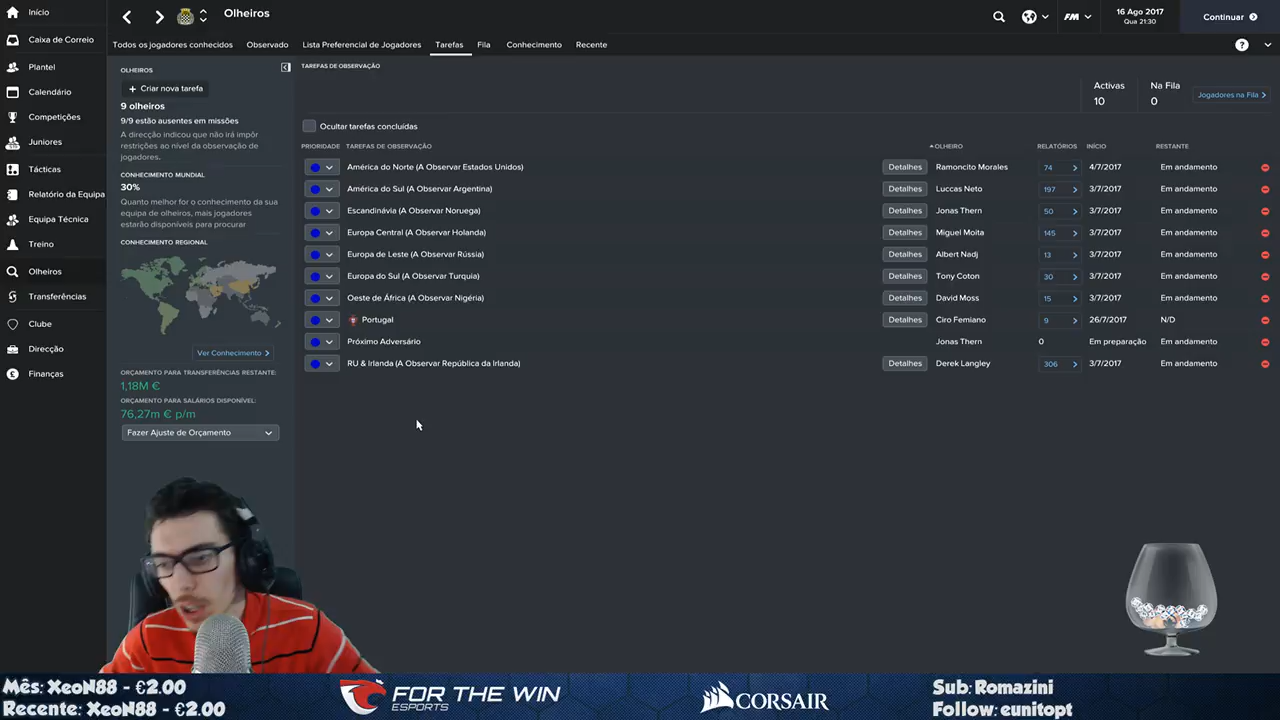 Início
Olheiros
16 Ago 2017
Qua 21:30
FM
Continuar
Caixa de Correio
Todos os jogadores conhecidos
Observado
Lista Preferencial de Jogadores
Tarefas
Fila
Conhecimento
Recente
?
Plantel
Calendário
Competições
Juniores
Tácticas
Relatório da Equipa
Equipa Técnica
Treino
Olheiros
Transferências
Clube
Direcção
Finanças
OLHEIROS
+ Criar nova tarefa
9 olheiros
9/9 estão ausentes em missões
A direcção indicou que não irá impôr
restrições ao nível da observação de
jogadores.
CONHECIMENTO MUNDIAL
30%
Quanto melhor for o conhecimento da sua
equipa de olheiros, mais jogadores
estarão disponíveis para procurar
CONHECIMENTO REGIONAL
Ver Conhecimento
ORÇAMENTO PARA TRANSFERÊNCIAS RESTANTE:
1,18M €
ORÇAMENTO PARA SALÁRIOS DISPONÍVEL:
76,27m € p/m
Fazer Ajuste de Orçamento
TAREFAS DE OBSERVAÇÃO
Activas
10
Na Fila
0
Jogadores na Fila
Ocultar tarefas concluídas
PRIORIDADE TAREFAS DE OBSERVAÇÃO OLHEIRO RELATÓRIOS INÍCIO RESTANTE
América do Norte (A Observar Estados Unidos) Detalhes Ramoncito Morales 74 4/7/2017 Em andamento
América do Sul (A Observar Argentina) Detalhes Luccas Neto 197 3/7/2017 Em andamento
Escandinávia (A Observar Noruega) Detalhes Jonas Thern 50 3/7/2017 Em andamento
Europa Central (A Observar Holanda) Detalhes Miguel Moita 145 3/7/2017 Em andamento
Europa de Leste (A Observar Rússia) Detalhes Albert Nadj 13 3/7/2017 Em andamento
Europa do Sul (A Observar Turquia) Detalhes Tony Coton 30 3/7/2017 Em andamento
Oeste de África (A Observar Nigéria) Detalhes David Moss 15 3/7/2017 Em andamento
Portugal Detalhes Ciro Femiano 9 26/7/2017 N/D
Próximo Adversário Jonas Thern 0 Em preparação Em andamento
RU & Irlanda (A Observar República da Irlanda) Detalhes Derek Langley 306 3/7/2017 Em andamento
Mês: XeoN88 - €2.00
Recente: XeoN88 - €2.00
FOR THE WIN
ESPORTS
CORSAIR
Sub: Romazini
Follow: eunitopt